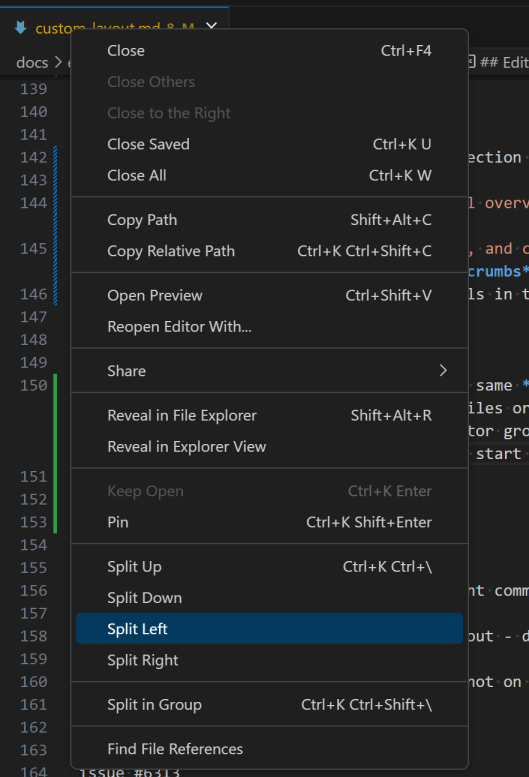 custom_layout.md 8, M
docs >
## Edit
Close Ctrl+F4
Close Others
Close to the Right
Close Saved Ctrl+K U
Close All Ctrl+K W
Copy Path Shift+Alt+C
Copy Relative Path Ctrl+K Ctrl+Shift+C
Open Preview Ctrl+Shift+V
Reopen Editor With...
Share
Reveal in File Explorer Shift+Alt+R
Reveal in Explorer View
Keep Open Ctrl+K Enter
Pin Ctrl+K Shift+Enter
Split Up Ctrl+K Ctrl+\
Split Down
Split Left
Split Right
Split in Group Ctrl+K Ctrl+Shift+\
Find File References
139
140
141
142 ection
143
144 l·overv
145 ,·and·c
crumbs*
146 ls·in·t
147
148
149
150 same·*
iles·or
tor·gro
·start·
151
152
153
154
155
156 nt·comm
157
158 out·-·d
159
160 not·on·
161
162
163
164 issue #6313